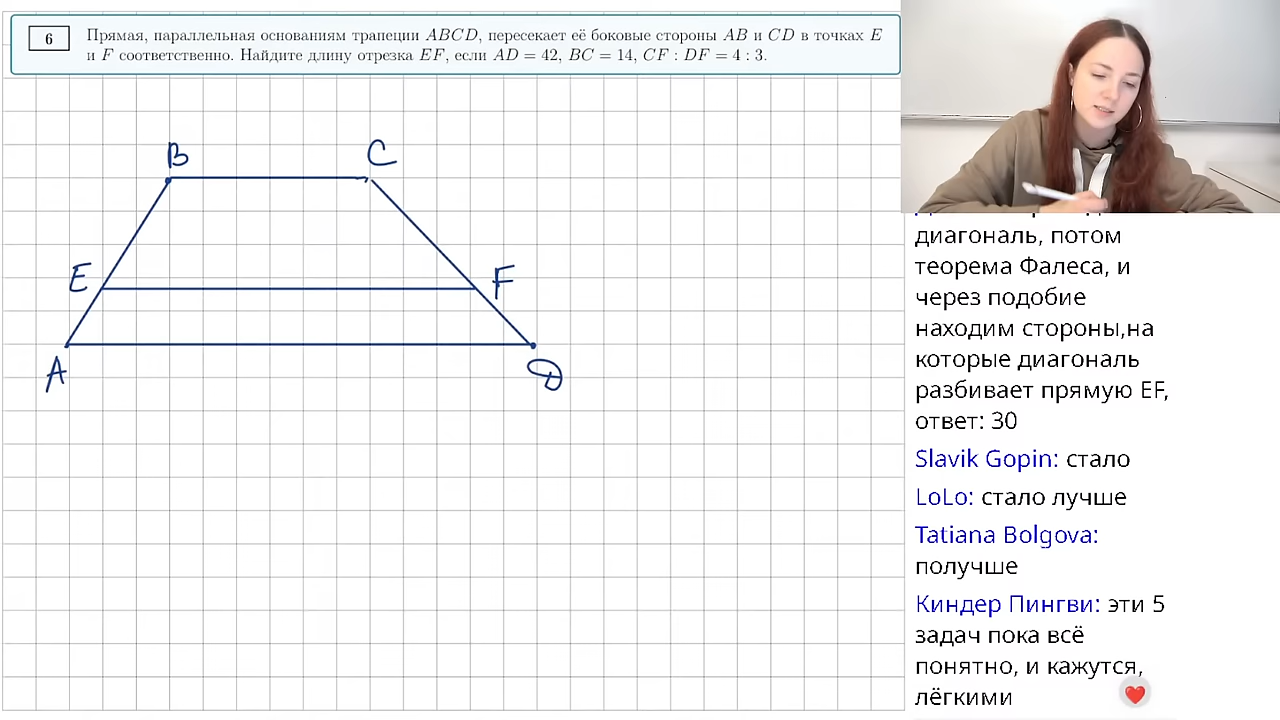 6
Прямая, параллельная основаниям трапеции ABCD, пересекает её боковые стороны AB и CD в точках E
и F соответственно. Найдите длину отрезка EF, если AD = 42, BC = 14, CF : DF = 4 : 3.
B
C
E
F
A
D
диагональ, потом
теорема Фалеса, и
через подобие
находим стороны,на
которые диагональ
разбивает прямую EF,
ответ: 30
Slavik Gopin: стало
LoLo: стало лучше
Tatiana Bolgova:
получше
Киндер Пингви: эти 5
задач пока всё
понятно, и кажутся,
лёгкими